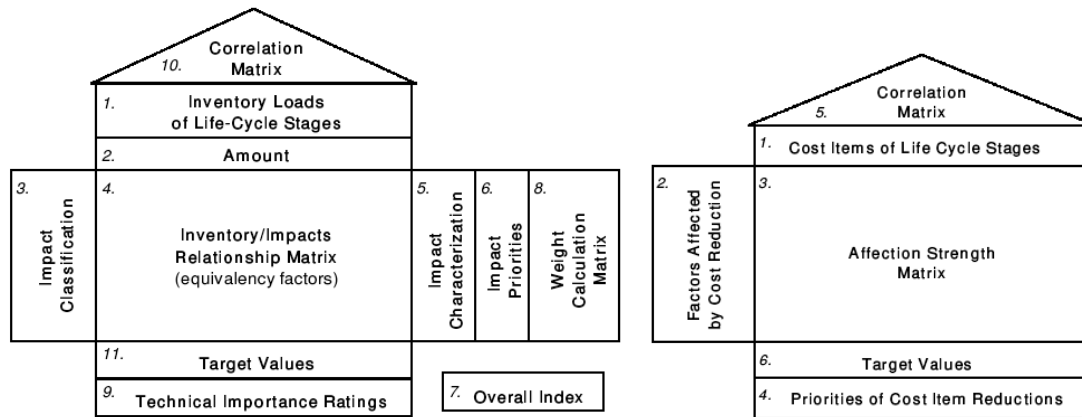 10.
Correlation
Matrix
1.
Inventory Loads
of Life-Cycle Stages
2.
Amount
3.
Impact
Classification
4.
Inventory/Impacts
Relationship Matrix
(equivalency factors)
5.
Impact
Characterization
6.
Impact
Priorities
8.
Weight
Calculation
Matrix
11.
Target Values
9.
Technical Importance Ratings
7.
Overall Index
Correlation
5.
Matrix
1.
Cost Items of Life Cycle Stages
2.
Factors Affected
by Cost Reduction
3.
Affection Strength
Matrix
6.
Target Values
4.
Priorities of Cost Item Reductions